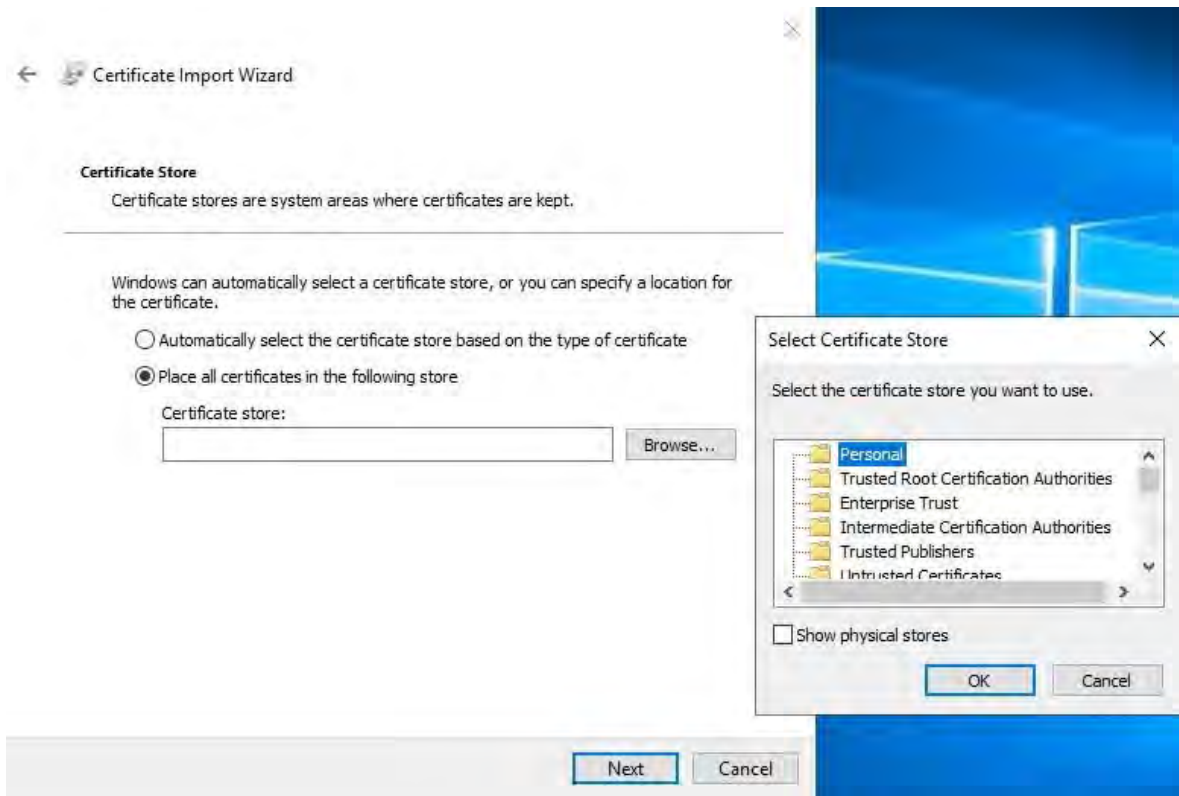 Certificate Import Wizard
Certificate Store
Certificate stores are system areas where certificates are kept.
Windows can automatically select a certificate store, or you can specify a location for
the certificate.
Automatically select the certificate store based on the type of certificate
Place all certificates in the following store
Certificate store:
Browse...
Next
Cancel
Select Certificate Store
Select the certificate store you want to use.
Personal
Trusted Root Certification Authorities
Enterprise Trust
Intermediate Certification Authorities
Trusted Publishers
Untrusted Certificates
Show physical stores
OK
Cancel